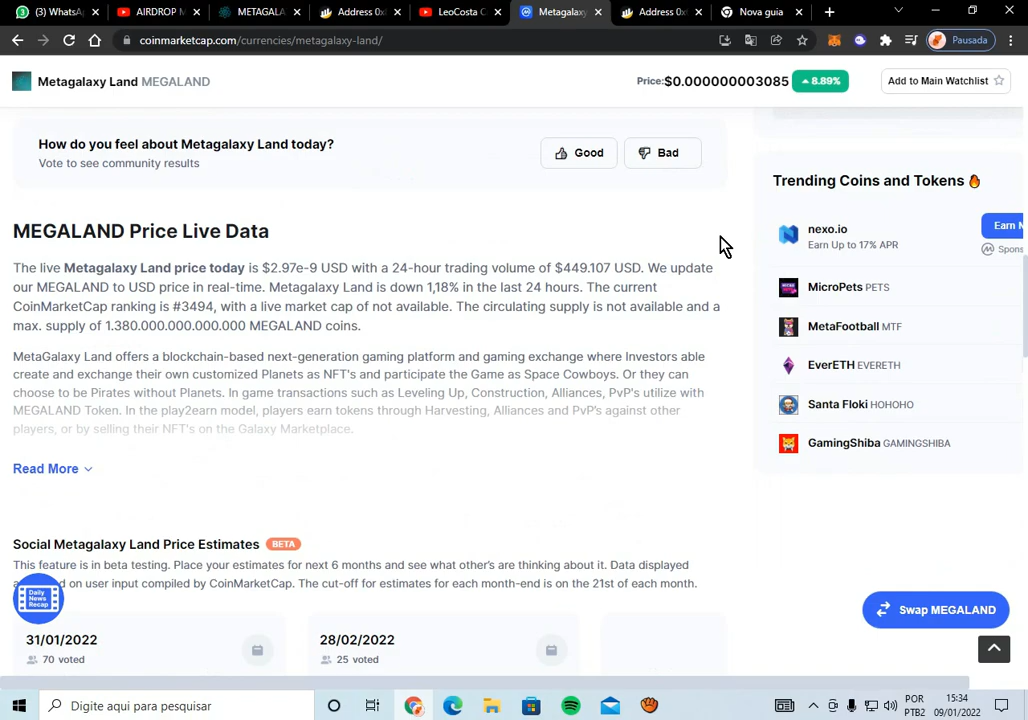 (3) WhatsA
AIRDROP M
METAGALA
Address 0x
LeoCosta C
Metagalaxy
Address 0x
Nova guia
coinmarketcap.com/currencies/metagalaxy-land/
Pausada
Metagalaxy Land MEGALAND
Price:$0.000000003085
8.89%
Add to Main Watchlist
How do you feel about Metagalaxy Land today?
Vote to see community results
Good
Bad
Trending Coins and Tokens 🔥
nexo.io
Earn Up to 17% APR
Earn N
Spons
MicroPets PETS
MetaFootball MTF
EverETH EVERETH
Santa Floki HOHOHO
GamingShiba GAMINGSHIBA
MEGALAND Price Live Data
The live Metagalaxy Land price today is $2.97e-9 USD with a 24-hour trading volume of $449.107 USD. We update
our MEGALAND to USD price in real-time. Metagalaxy Land is down 1,18% in the last 24 hours. The current
CoinMarketCap ranking is #3494, with a live market cap of not available. The circulating supply is not available and a
max. supply of 1.380.000.000.000.000 MEGALAND coins.
MetaGalaxy Land offers a blockchain-based next-generation gaming platform and gaming exchange where Investors able
create and exchange their own customized Planets as NFT's and participate the Game as Space Cowboys. Or they can
choose to be Pirates without Planets. In game transactions such as Leveling Up, Construction, Alliances, PvP's utilize with
MEGALAND Token. In the play2earn model, players earn tokens through Harvesting, Alliances and PvP's against other
players, or by selling their NFT's on the Galaxy Marketplace.
Read More
Social Metagalaxy Land Price Estimates BETA
This feature is in beta testing. Place your estimates for next 6 months and see what other's are thinking about it. Data displayed
on user input compiled by CoinMarketCap. The cut-off for estimates for each month-end is on the 21st of each month.
Daily
News
Recap
31/01/2022
70 voted
28/02/2022
25 voted
Swap MEGALAND
Digite aqui para pesquisar
POR
PTB2
15:34
09/01/2022